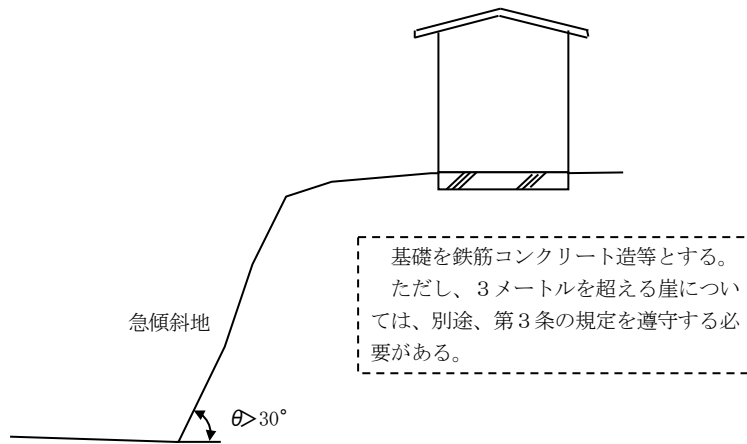 基礎を鉄筋コンクリート造等とする。
　ただし、３メートルを超える崖につい
ては、別途、第３条の規定を遵守する必
要がある。
急傾斜地
θ>30°